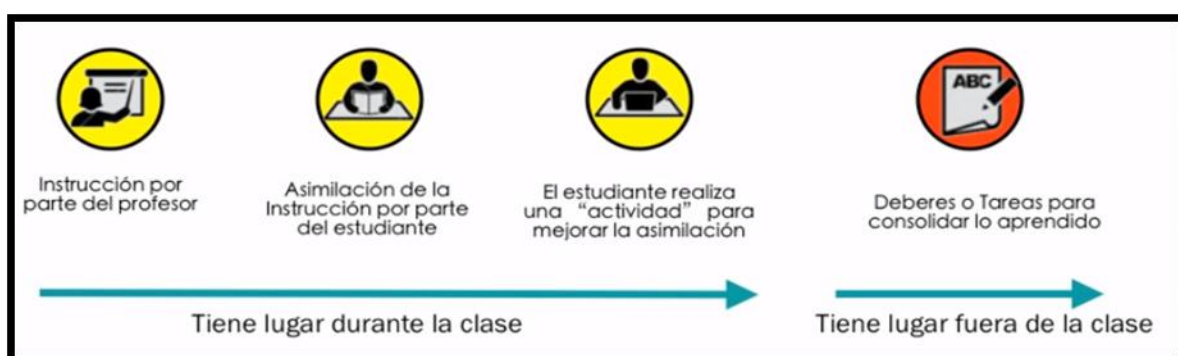 ABC
Instrucción por
parte del profesor
Asimilación de la
Instrucción por parte
del estudiante
El estudiante realiza
una “actividad” para
mejorar la asimilación
Deberes o Tareas para
consolidar lo aprendido
Tiene lugar durante la clase
Tiene lugar fuera de la clase